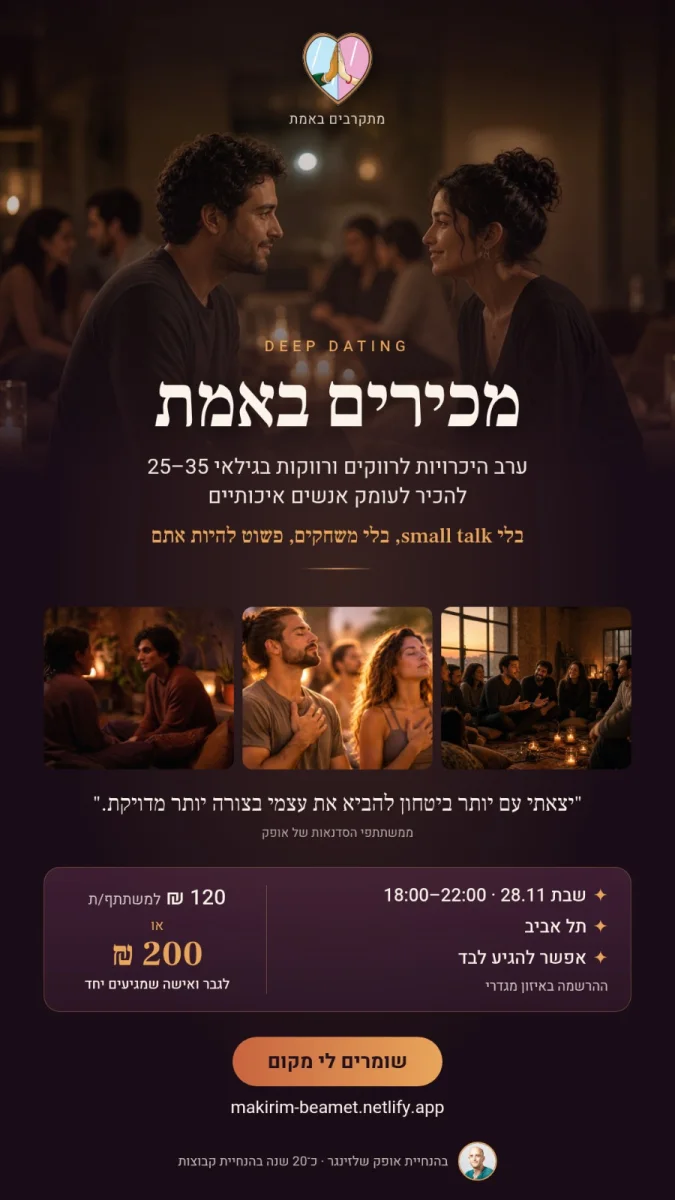 מתקרבים באמת
DEEP DATING
מכירים באמת
ערב היכרויות לרווקים ורווקות בגילאי 25–35
להכיר לעומק אנשים איכותיים
בלי small talk, בלי משחקים, פשוט להיות אתם
"יצאתי עם יותר ביטחון להביא את עצמי בצורה יותר מדויקת."
ממשתתפי הסדנאות של אופק
✦ שבת 28.11 · 18:00–22:00
✦ תל אביב
✦ אפשר להגיע לבד
ההרשמה באיזון מגדרי
120 ₪ למשתתף/ת
או
200 ₪
לגבר ואישה שמגיעים יחד
שומרים לי מקום
makirim-beamet.netlify.app
בהנחיית אופק שלזינגר · כ־20 שנה בהנחיית קבוצות